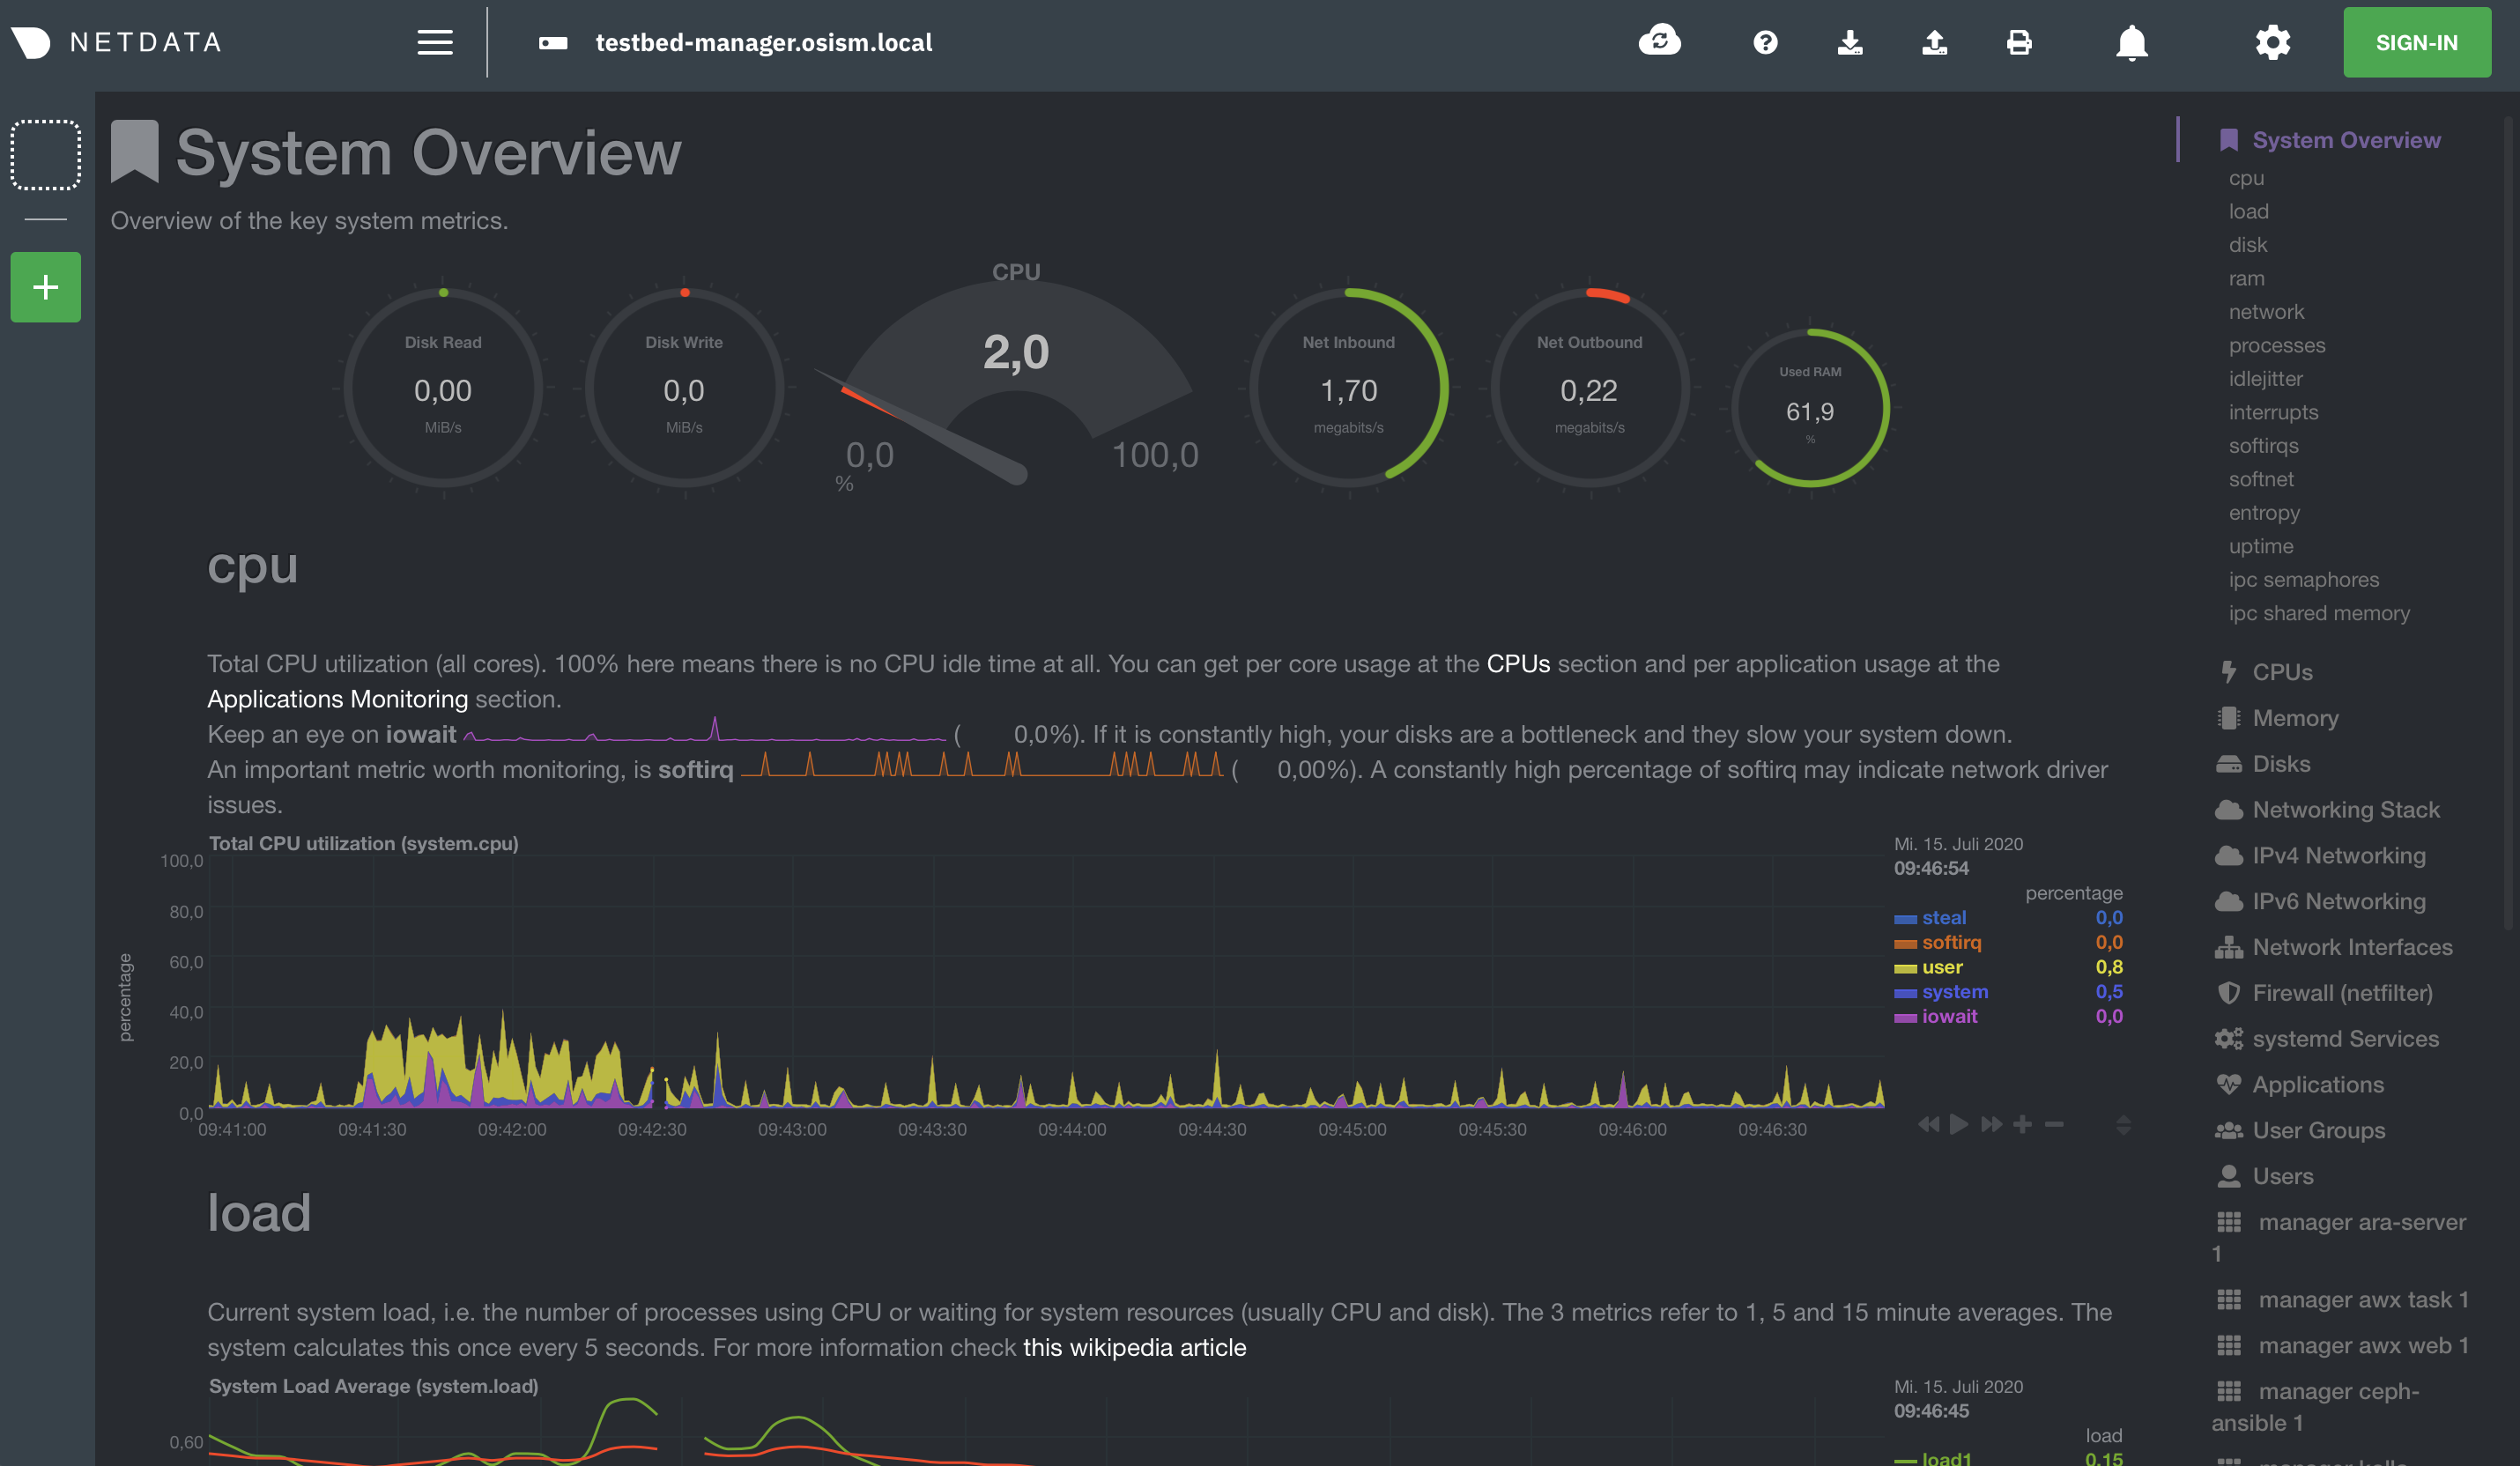 NETDATA
testbed-manager.osism.local
SIGN-IN
System Overview
Overview of the key system metrics.
Disk Read
0,00
MiB/s
Disk Write
0,0
MiB/s
CPU
2,0
0,0
100,0
%
Net Inbound
1,70
megabits/s
Net Outbound
0,22
megabits/s
Used RAM
61,9
%
cpu
Total CPU utilization (all cores). 100% here means there is no CPU idle time at all. You can get per core usage at the CPUs section and per application usage at the
Applications Monitoring section.
Keep an eye on iowait ( 0,0%). If it is constantly high, your disks are a bottleneck and they slow your system down.
An important metric worth monitoring, is softirq ( 0,00%). A constantly high percentage of softirq may indicate network driver
issues.
Total CPU utilization (system.cpu)
percentage
100,0
80,0
60,0
40,0
20,0
0,0
09:41:00 09:41:30 09:42:00 09:42:30 09:43:00 09:43:30 09:44:00 09:44:30 09:45:00 09:45:30 09:46:00 09:46:30
Mi. 15. Juli 2020
09:46:54
percentage
steal 0,0
softirq 0,0
user 0,8
system 0,5
iowait 0,0
load
Current system load, i.e. the number of processes using CPU or waiting for system resources (usually CPU and disk). The 3 metrics refer to 1, 5 and 15 minute averages. The
system calculates this once every 5 seconds. For more information check this wikipedia article
System Load Average (system.load)
0,60
Mi. 15. Juli 2020
09:46:45
load
load1 0,15
System Overview
cpu
load
disk
ram
network
processes
idlejitter
interrupts
softirqs
softnet
entropy
uptime
ipc semaphores
ipc shared memory
CPUs
Memory
Disks
Networking Stack
IPv4 Networking
IPv6 Networking
Network Interfaces
Firewall (netfilter)
systemd Services
Applications
User Groups
Users
manager ara-server
1
manager awx task 1
manager awx web 1
manager ceph-
ansible 1